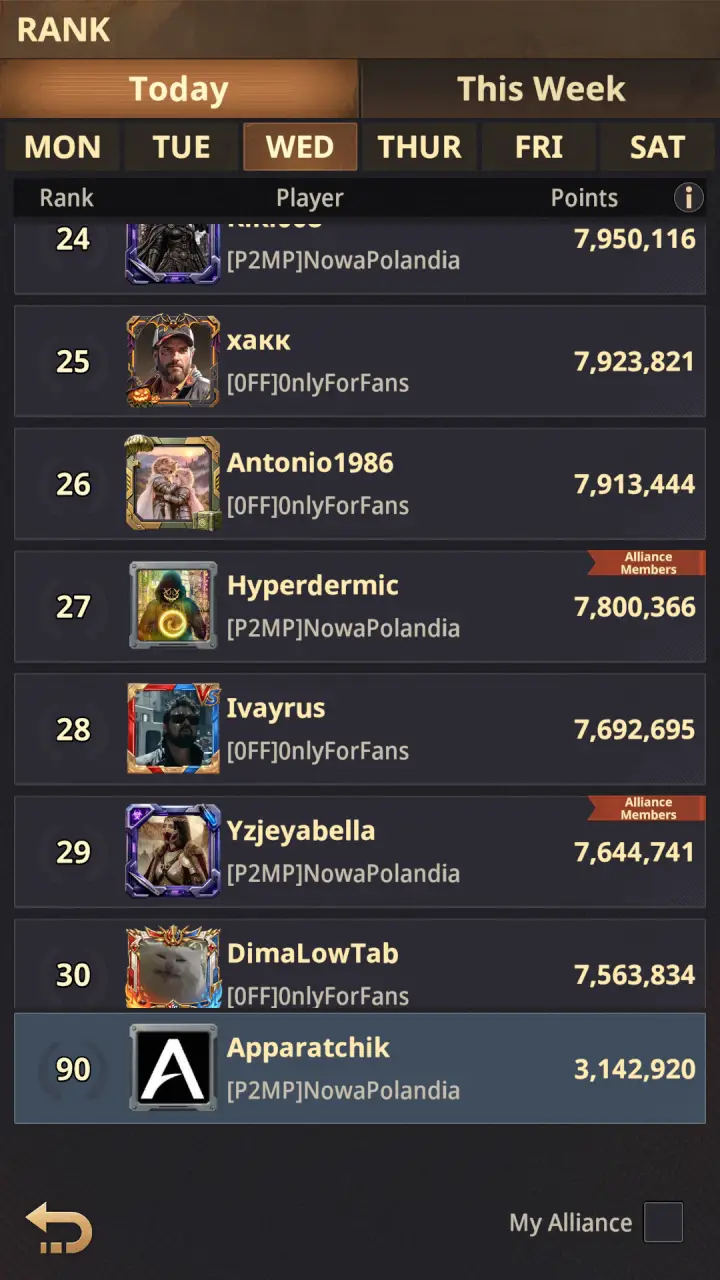 RANK
Today
This Week
MON
TUE
WED
THUR
FRI
SAT
Rank
Player
Points
24
[P2MP]NowaPolandia
7,950,116
25
хакк
[0FF]0nlyForFans
7,923,821
26
Antonio1986
[0FF]0nlyForFans
7,913,444
Alliance
Members
27
Hyperdermic
[P2MP]NowaPolandia
7,800,366
28
Ivayrus
[0FF]0nlyForFans
7,692,695
Alliance
Members
29
Yzjeyabella
[P2MP]NowaPolandia
7,644,741
30
DimaLowTab
[0FF]0nlyForFans
7,563,834
90
Apparatchik
[P2MP]NowaPolandia
3,142,920
My Alliance